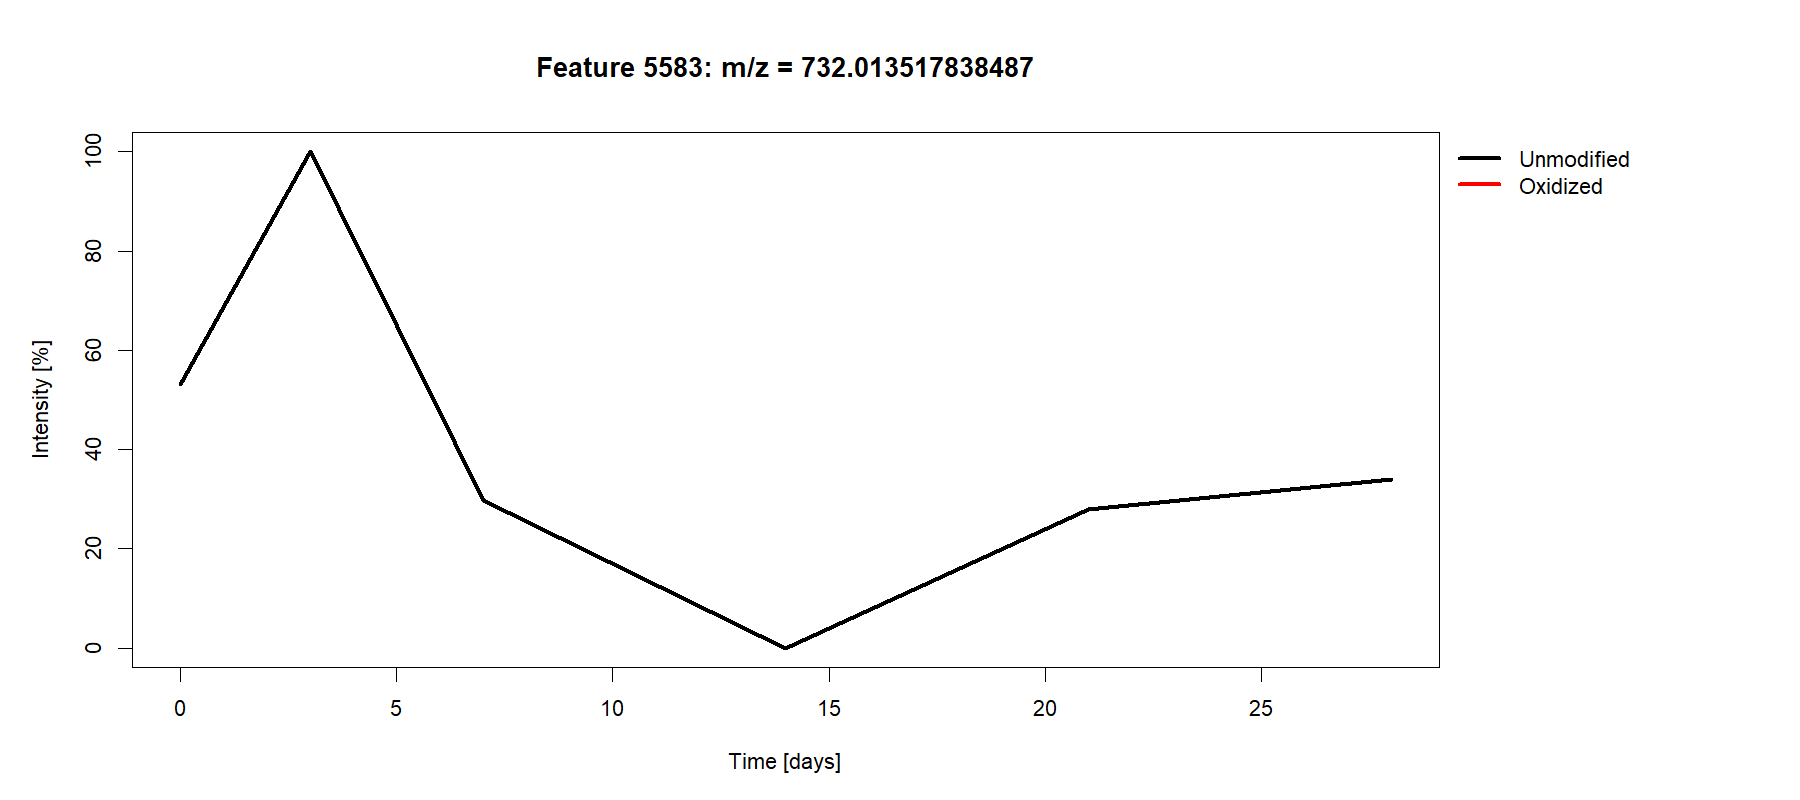 Feature 5583: m/z = 732.013517838487
Unmodified
Oxidized
Intensity [%]
100
80
60
40
20
0
0 5 10 15 20 25
Time [days]